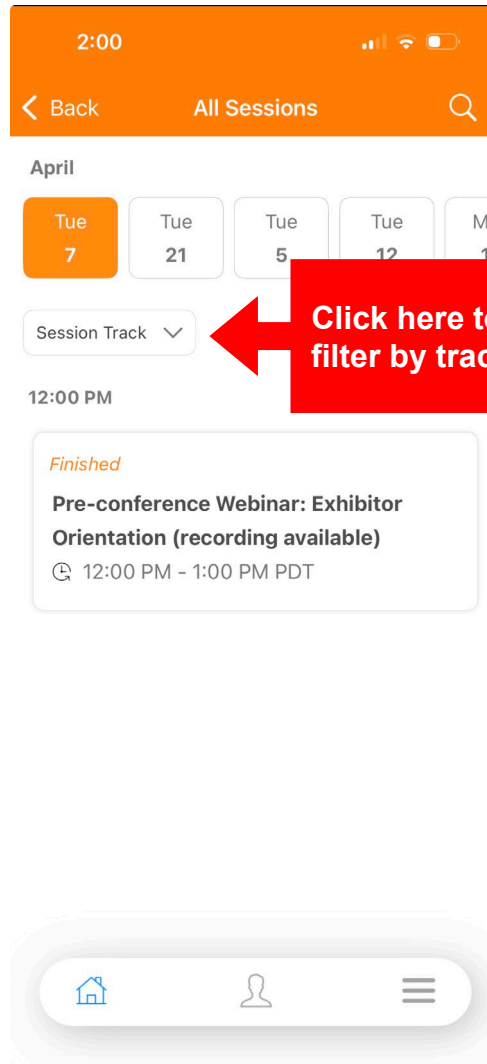 2:00
Back All Sessions
April
Tue Tue Tue Tue M
7 21 5 12 1
Session Track
Click here to
filter by trac
12:00 PM
Finished
Pre-conference Webinar: Exhibitor
Orientation (recording available)
12:00 PM - 1:00 PM PDT